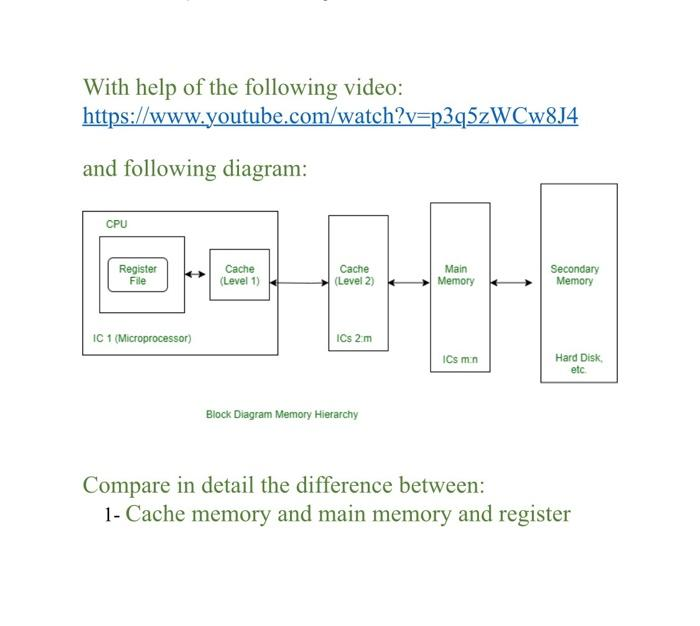 With help of the following video:
https://www.youtube.com/watch?v=p3q5zWCw8J4
and following diagram:
CPU
Register
File
Cache
(Level 1)
IC 1 (Microprocessor)
Cache
(Level 2)
ICs 2:m
Main
Memory
ICs m:n
Secondary
Memory
Hard Disk,
etc.
Block Diagram Memory Hierarchy
Compare in detail the difference between:
1- Cache memory and main memory and register